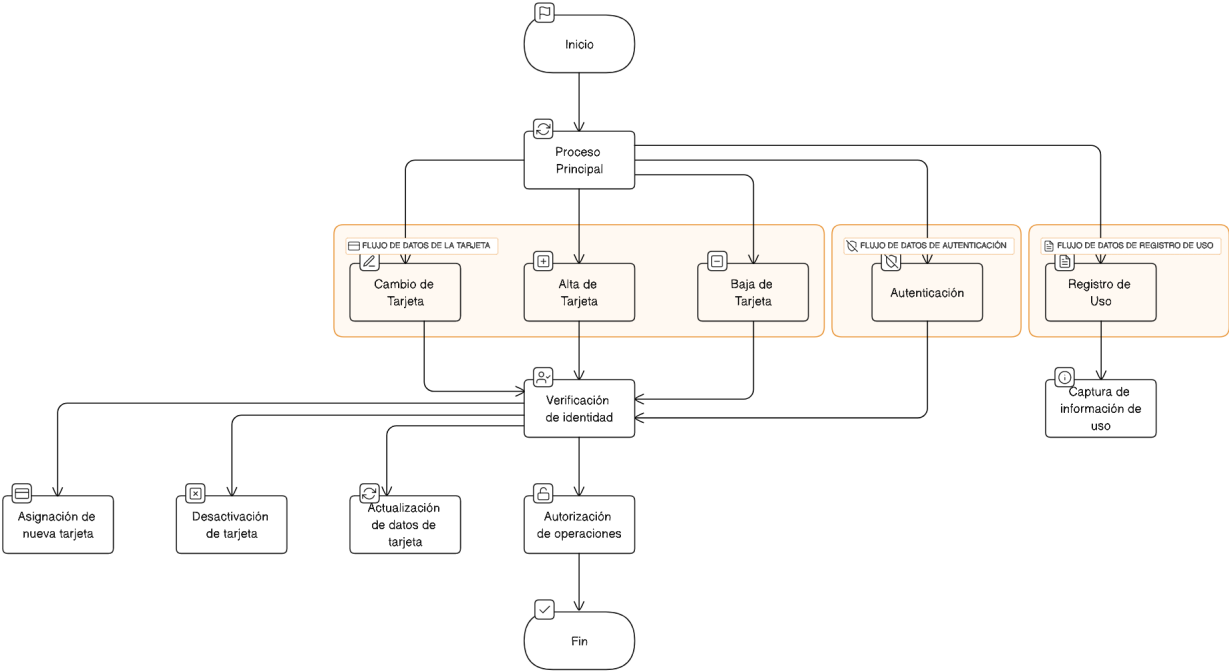 Inicio
Proceso
Principal
FLUJO DE DATOS DE LA TARJETA
FLUJO DE DATOS DE AUTENTICACIÓN
FLUJO DE DATOS DE REGISTRO DE USO
Cambio de
Tarjeta
Alta de
Tarjeta
Baja de
Tarjeta
Autenticación
Registro de
Uso
Verificación
de identidad
Captura de
información de
uso
Asignación de
nueva tarjeta
Desactivación
de tarjeta
Actualización
de datos de
tarjeta
Autorización
de operaciones
Fin